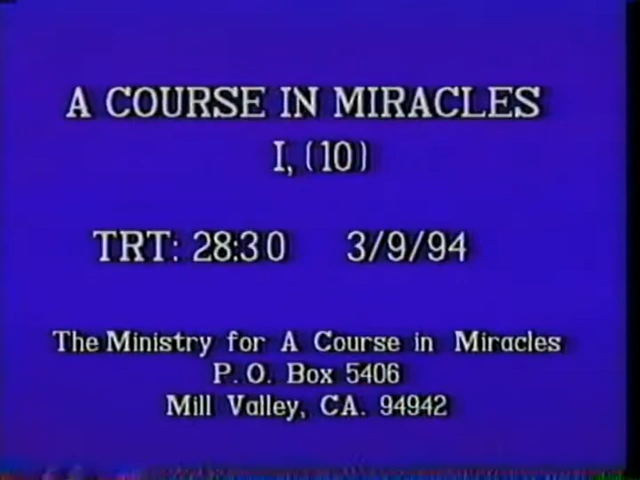 A COURSE IN MIRACLES
I, (10)
TRT: 28:30 3/9/94
The Ministry for A Course in Miracles
P. O. Box 5406
Mill Valley, CA. 94942